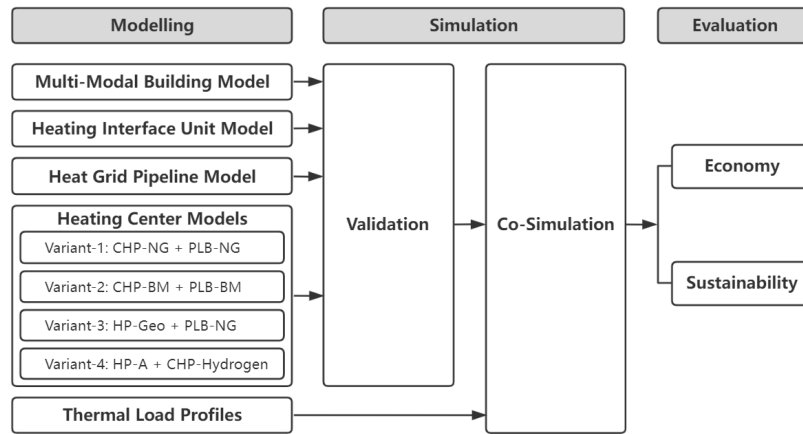 Modelling
Simulation
Evaluation
Multi-Modal Building Model
Heating Interface Unit Model
Heat Grid Pipeline Model
Heating Center Models
Variant-1: CHP-NG + PLB-NG
Variant-2: CHP-BM + PLB-BM
Variant-3: HP-Geo + PLB-NG
Variant-4: HP-A + CHP-Hydrogen
Thermal Load Profiles
Validation
Co-Simulation
Economy
Sustainability